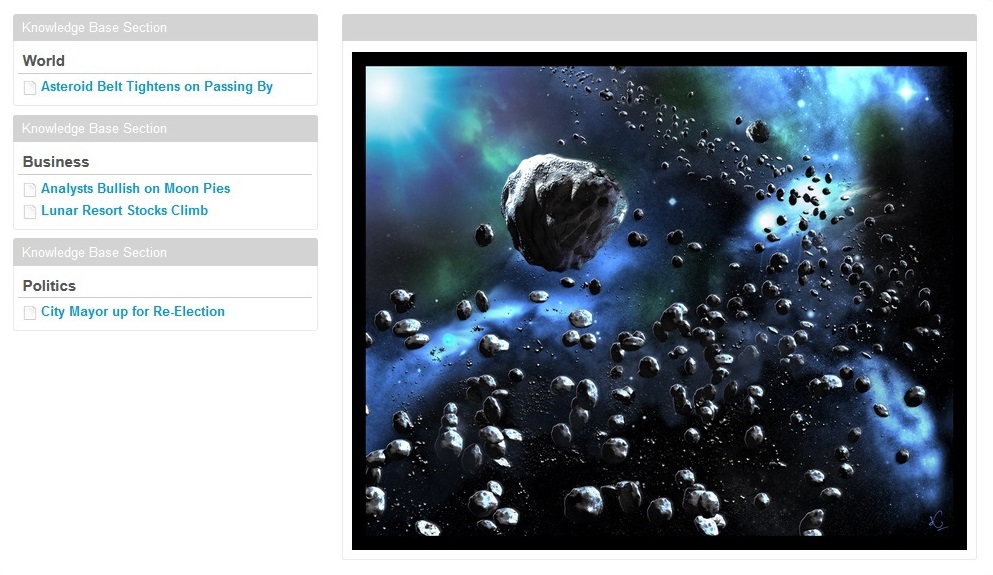 Knowledge Base Section
World
Asteroid Belt Tightens on Passing By
Knowledge Base Section
Business
Analysts Bullish on Moon Pies
Lunar Resort Stocks Climb
Knowledge Base Section
Politics
City Mayor up for Re-Election